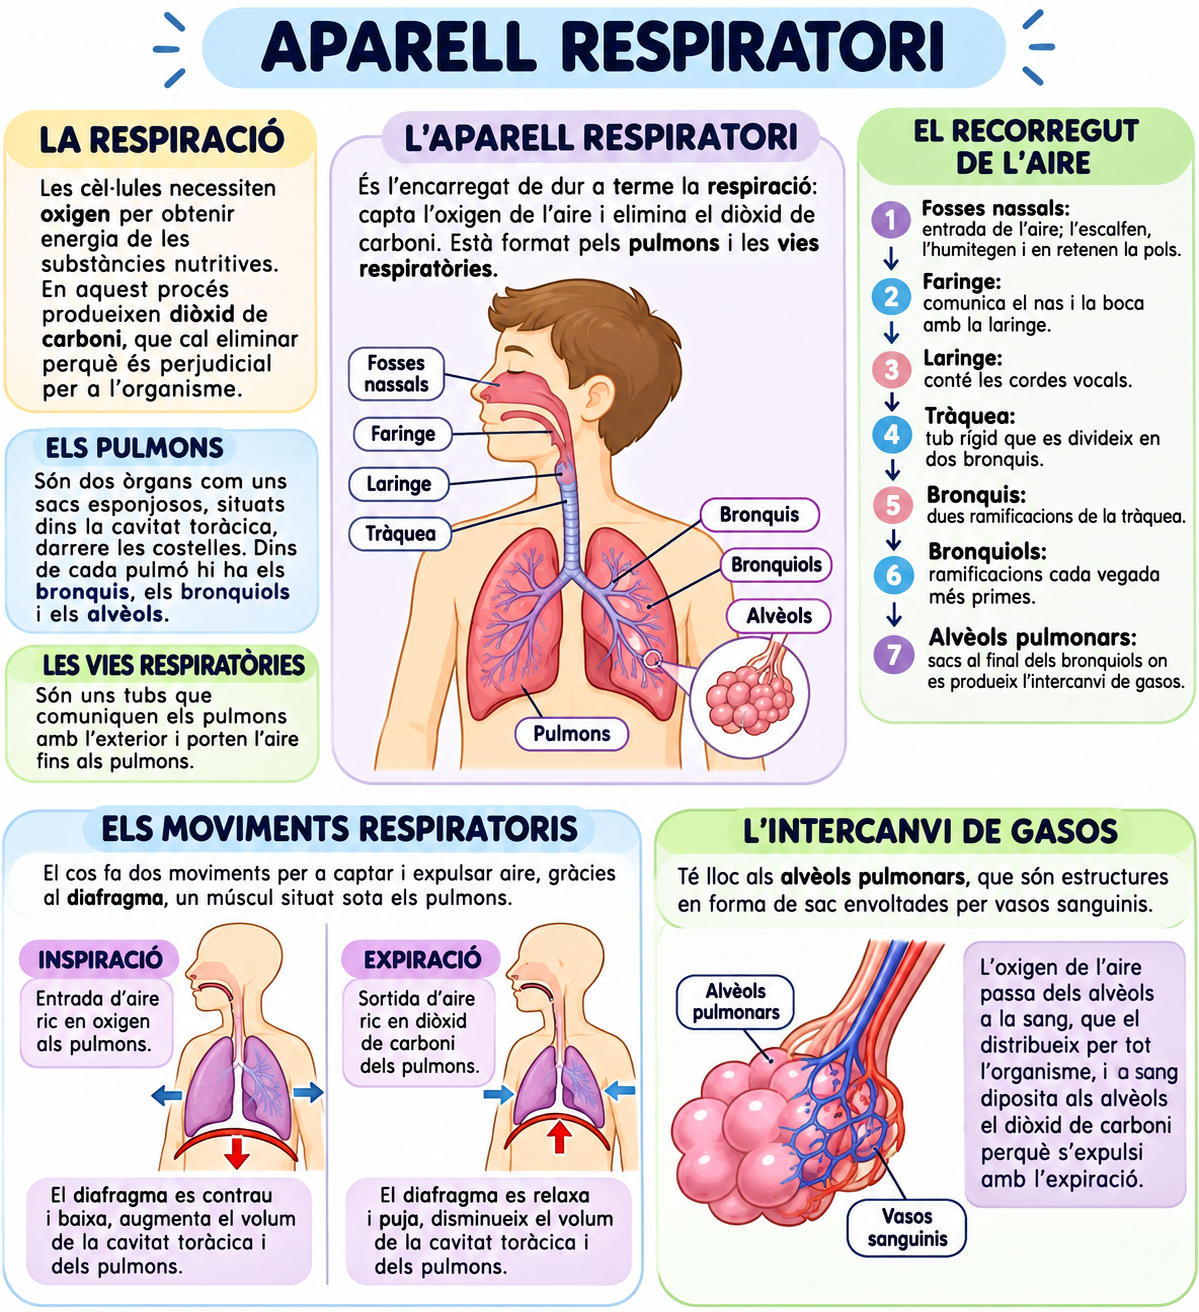 APARELL RESPIRATORI
LA RESPIRACIÓ
Les cèl·lules necessiten
oxigen per obtenir
energia de les
substàncies nutritives.
En aquest procés
produeixen diòxid de
carboni, que cal eliminar
perquè és perjudicial
per a l'organisme.
ELS PULMONS
Són dos òrgans com uns
sacs esponjosos, situats
dins la cavitat toràcica,
darrere les costelles. Dins
de cada pulmó hi ha els
bronquis, els bronquiols
i els alvèols.
LES VIES RESPIRATÒRIES
Són uns tubs que
comuniquen els pulmons
amb l'exterior i porten l'aire
fins als pulmons.
L'APARELL RESPIRATORI
És l'encarregat de dur a terme la respiració:
capta l'oxigen de l'aire i elimina el diòxid de
carboni. Està format pels pulmons i les vies
respiratòries.
Fosses
nassals
Faringe
Laringe
Tràquea
Bronquis
Bronquiols
Alvèols
Pulmons
EL RECORREGUT
DE L'AIRE
1 Fosses nassals:
entrada de l'aire; l'escalfen,
l'humitegen i en retenen la pols.
2 Faringe:
comunica el nas i la boca
amb la laringe.
3 Laringe:
conté les cordes vocals.
4 Tràquea:
tub rígid que es divideix en
dos bronquis.
5 Bronquis:
dues ramificacions de la tràquea.
6 Bronquiols:
ramificacions cada vegada
més primes.
7 Alvèols pulmonars:
sacs al final dels bronquiols on
es produeix l'intercanvi de gasos.
ELS MOVIMENTS RESPIRATORIS
El cos fa dos moviments per a captar i expulsar aire, gràcies
al diafragma, un múscul situat sota els pulmons.
INSPIRACIÓ
Entrada d'aire
ric en oxigen
als pulmons.
El diafragma es contrau
i baixa, augmenta el volum
de la cavitat toràcica i
dels pulmons.
EXPIRACIÓ
Sortida d'aire
ric en diòxid
de carboni
dels pulmons.
El diafragma es relaxa
i puja, disminueix el volum
de la cavitat toràcica i
dels pulmons.
L'INTERCANVI DE GASOS
Té lloc als alvèols pulmonars, que són estructures
en forma de sac envoltades per vasos sanguinis.
Alvèols
pulmonars
Vasos
sanguinis
L'oxigen de l'aire
passa dels alvèols
a la sang, que el
distribueix per tot
l'organisme, i a sang
diposita als alvèols
el diòxid de carboni
perquè s'expulsi
amb l'expiració.